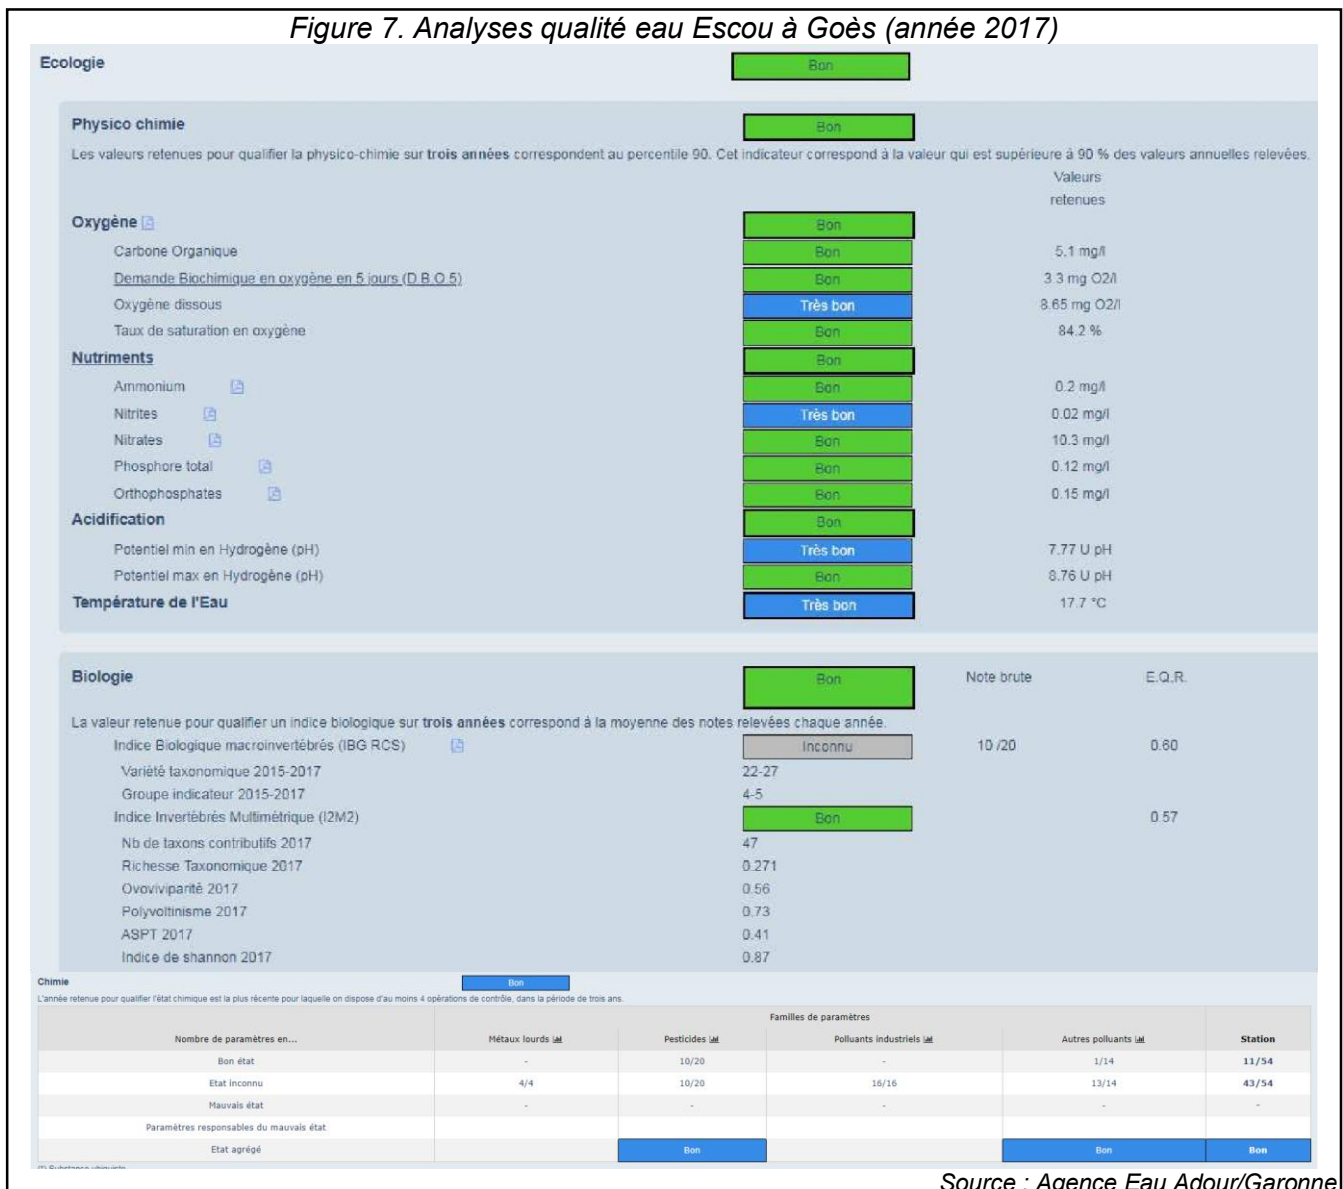 Figure 7. Analyses qualité eau Escou à Goès (année 2017)
Ecologie Bon
Physico chimie Bon
Les valeurs retenues pour qualifier la physico-chimie sur trois années correspondent au percentile 90. Cet indicateur correspond à la valeur qui est supérieure à 90 % des valeurs annuelles relevées.
Valeurs
retenues
Oxygène Bon
Carbone Organique Bon 5.1 mg/l
Demande Biochimique en oxygène en 5 jours (D.B.O.5) Bon 3.3 mg O2/l
Oxygène dissous Très bon 8.65 mg O2/l
Taux de saturation en oxygène Bon 84.2 %
Nutriments Bon
Ammonium Bon 0.2 mg/l
Nitrites Très bon 0.02 mg/l
Nitrates Bon 10.3 mg/l
Phosphore total Bon 0.12 mg/l
Orthophosphates Bon 0.15 mg/l
Acidification Bon
Potentiel min en Hydrogène (pH) Très bon 7.77 U pH
Potentiel max en Hydrogène (pH) Bon 8.76 U pH
Température de l'Eau Très bon 17.7 °C
Biologie Bon Note brute E.Q.R.
La valeur retenue pour qualifier un indice biologique sur trois années correspond à la moyenne des notes relevées chaque année.
Indice Biologique macroinvertébrés (IBG RCS) Inconnu 10 /20 0.60
Variété taxonomique 2015-2017 22-27
Groupe indicateur 2015-2017 4-5
Indice Invertébrés Multimétrique (I2M2) Bon 0.57
Nb de taxons contributifs 2017 47
Richesse Taxonomique 2017 0.271
Ovoviviparité 2017 0.56
Polyvoltinisme 2017 0.73
ASPT 2017 0.41
Indice de shannon 2017 0.87
Chimie Bon
L'année retenue pour qualifier l'état chimique est la plus récente pour laquelle on dispose d'au moins 4 opérations de contrôle, dans la période de trois ans.
Familles de paramètres
Nombre de paramètres en... Métaux lourds Pesticides Polluants industriels Autres polluants Station
Bon état - 10/20 - 1/14 11/54
Etat inconnu 4/4 10/20 16/16 13/14 43/54
Mauvais état - - - - -
Paramètres responsables du mauvais état
Etat agrégé Bon Bon Bon
(*) Substance ubiquiste
Source : Agence Eau Adour/Garonne